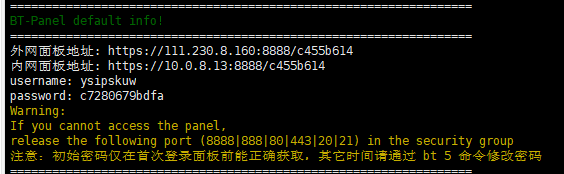 ==================================================================
BT-Panel default info!
==================================================================
外网面板地址: https://111.230.8.160:8888/c455b614
内网面板地址: https://10.0.8.13:8888/c455b614
username: ysipskuw
password: c7280679bdfa
Warning:
If you cannot access the panel,
release the following port (8888|888|80|443|20|21) in the security group
注意：初始密码仅在首次登录面板前能正确获取，其它时间请通过 bt 5 命令修改密码
==================================================================